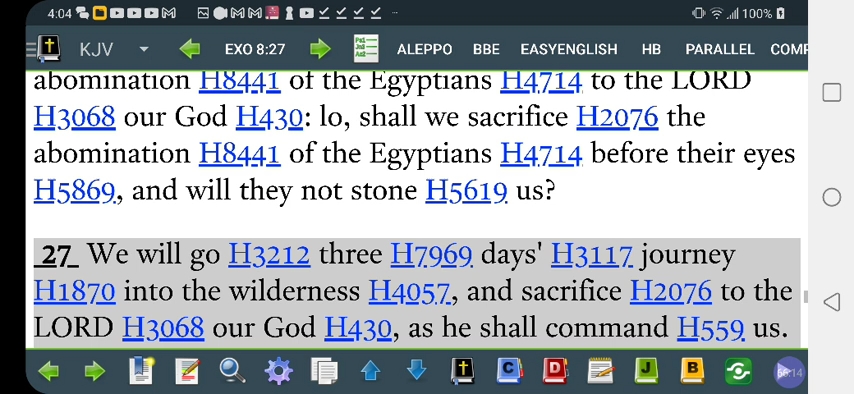 4:04 100%
KJV EXO 8:27 ALEPPO BBE EASYENGLISH HB PARALLEL COMP
abomination H8441 of the Egyptians H4714 to the LORD
H3068 our God H430: lo, shall we sacrifice H2076 the
abomination H8441 of the Egyptians H4714 before their eyes
H5869, and will they not stone H5619 us?
27 We will go H3212 three H7969 days' H3117 journey
H1870 into the wilderness H4057, and sacrifice H2076 to the
LORD H3068 our God H430, as he shall command H559 us.
C D J B